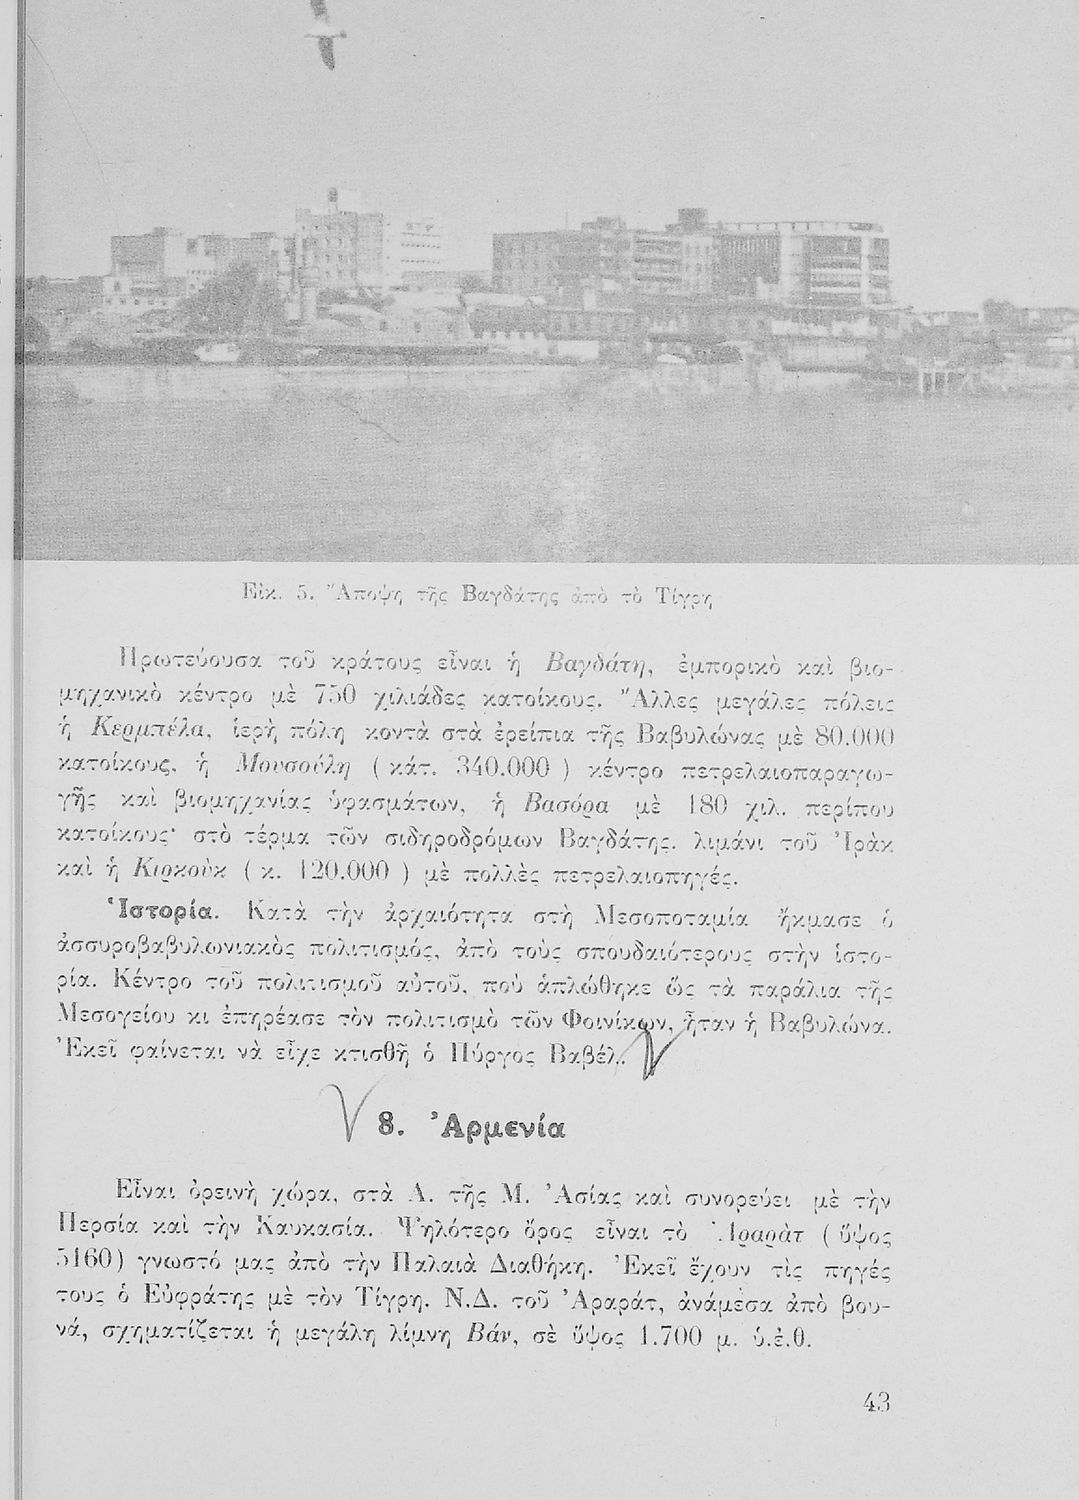 Εἰκ. 5. Ἄποψη τῆς Βαγδάτης ἀπὸ τὸ Τίγρη
Πρωτεύουσα τοῦ κράτους εἶναι ἡ Βαγδάτη, ἐμπορικὸ καὶ βιο-
μηχανικὸ κέντρο μὲ 750 χιλιάδες κατοίκους. Ἄλλες μεγάλες πόλεις
ἡ Κερμπέλα, ἱερὴ πόλη κοντὰ στὰ ἐρείπια τῆς Βαβυλώνας μὲ 80.000
κατοίκους, ἡ Μουσούλη ( κάτ. 340.000 ) κέντρο πετρελαιοπαραγω-
γῆς καὶ βιομηχανίας ὑφασμάτων, ἡ Βασόρα μὲ 180 χιλ. περίπου
κατοίκους· στὸ τέρμα τῶν σιδηροδρόμων Βαγδάτης, λιμάνι τοῦ Ἰρὰκ
καὶ ἡ Κιρκοὺκ ( κ. 120.000 ) μὲ πολλὲς πετρελαιοπηγές.
Ἱστορία. Κατὰ τὴν ἀρχαιότητα στὴ Μεσοποταμία ἤκμασε ὁ
ἀσσυροβαβυλωνιακὸς πολιτισμός, ἀπὸ τοὺς σπουδαιότερους στὴν ἱστο-
ρία. Κέντρο τοῦ πολιτισμοῦ αὐτοῦ, ποὺ ἁπλώθηκε ὣς τὰ παράλια τῆς
Μεσογείου κι ἐπηρέασε τὸν πολιτισμὸ τῶν Φοινίκων, ἦταν ἡ Βαβυλώνα.
Ἐκεῖ φαίνεται νὰ εἶχε κτισθῆ ὁ Πύργος Βαβέλ.
8. Ἀρμενία
Εἶναι ὀρεινὴ χώρα, στὰ Α. τῆς Μ. Ἀσίας καὶ συνορεύει μὲ τὴν
Περσία καὶ τὴν Καυκασία. Ψηλότερο ὄρος εἶναι τὸ Ἀραρὰτ ( ὕψος
5160) γνωστό μας ἀπὸ τὴν Παλαιὰ Διαθήκη. Ἐκεῖ ἔχουν τὶς πηγές
τους ὁ Εὐφράτης μὲ τὸν Τίγρη. Ν.Δ. τοῦ Ἀραράτ, ἀνάμεσα ἀπὸ βου-
νά, σχηματίζεται ἡ μεγάλη λίμνη Βάν, σὲ ὕψος 1.700 μ. ὑ.ἐ.θ.
43